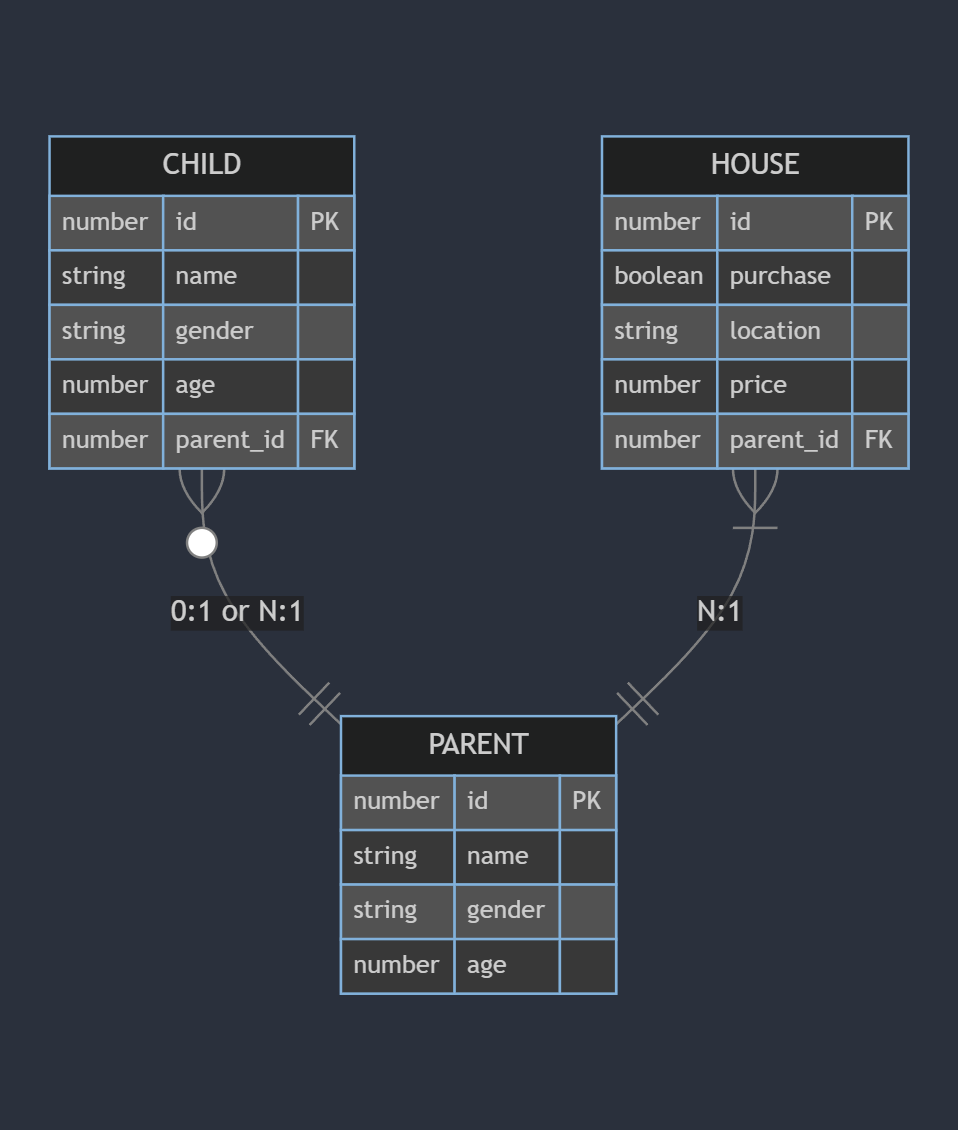 CHILD
number id PK
string name
string gender
number age
number parent_id FK
HOUSE
number id PK
boolean purchase
string location
number price
number parent_id FK
0:1 or N:1
N:1
PARENT
number id PK
string name
string gender
number age